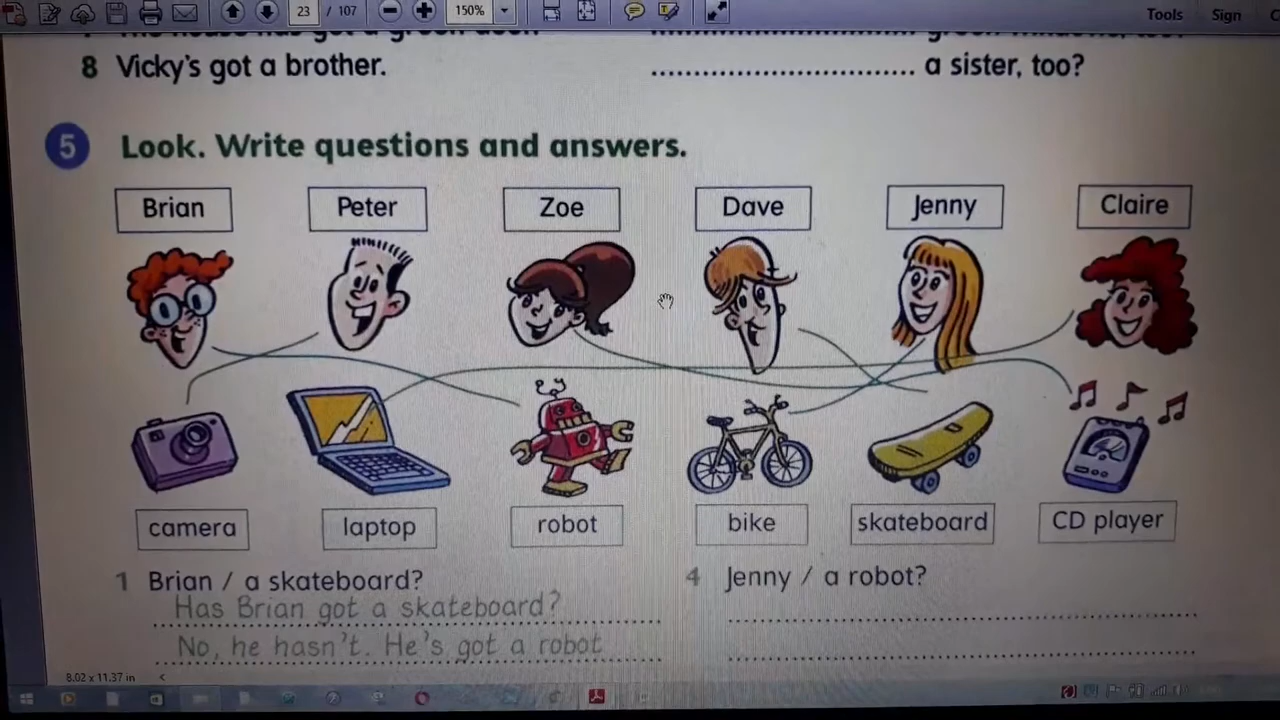 23 / 107
150%
Tools
Sign
8 Vicky's got a brother.
.............................. a sister, too?
5 Look. Write questions and answers.
Brian
Peter
Zoe
Dave
Jenny
Claire
camera
laptop
robot
bike
skateboard
CD player
1 Brian / a skateboard?
Has Brian got a skateboard?
No, he hasn't. He's got a robot
4 Jenny / a robot?
8.02 x 11.37 in